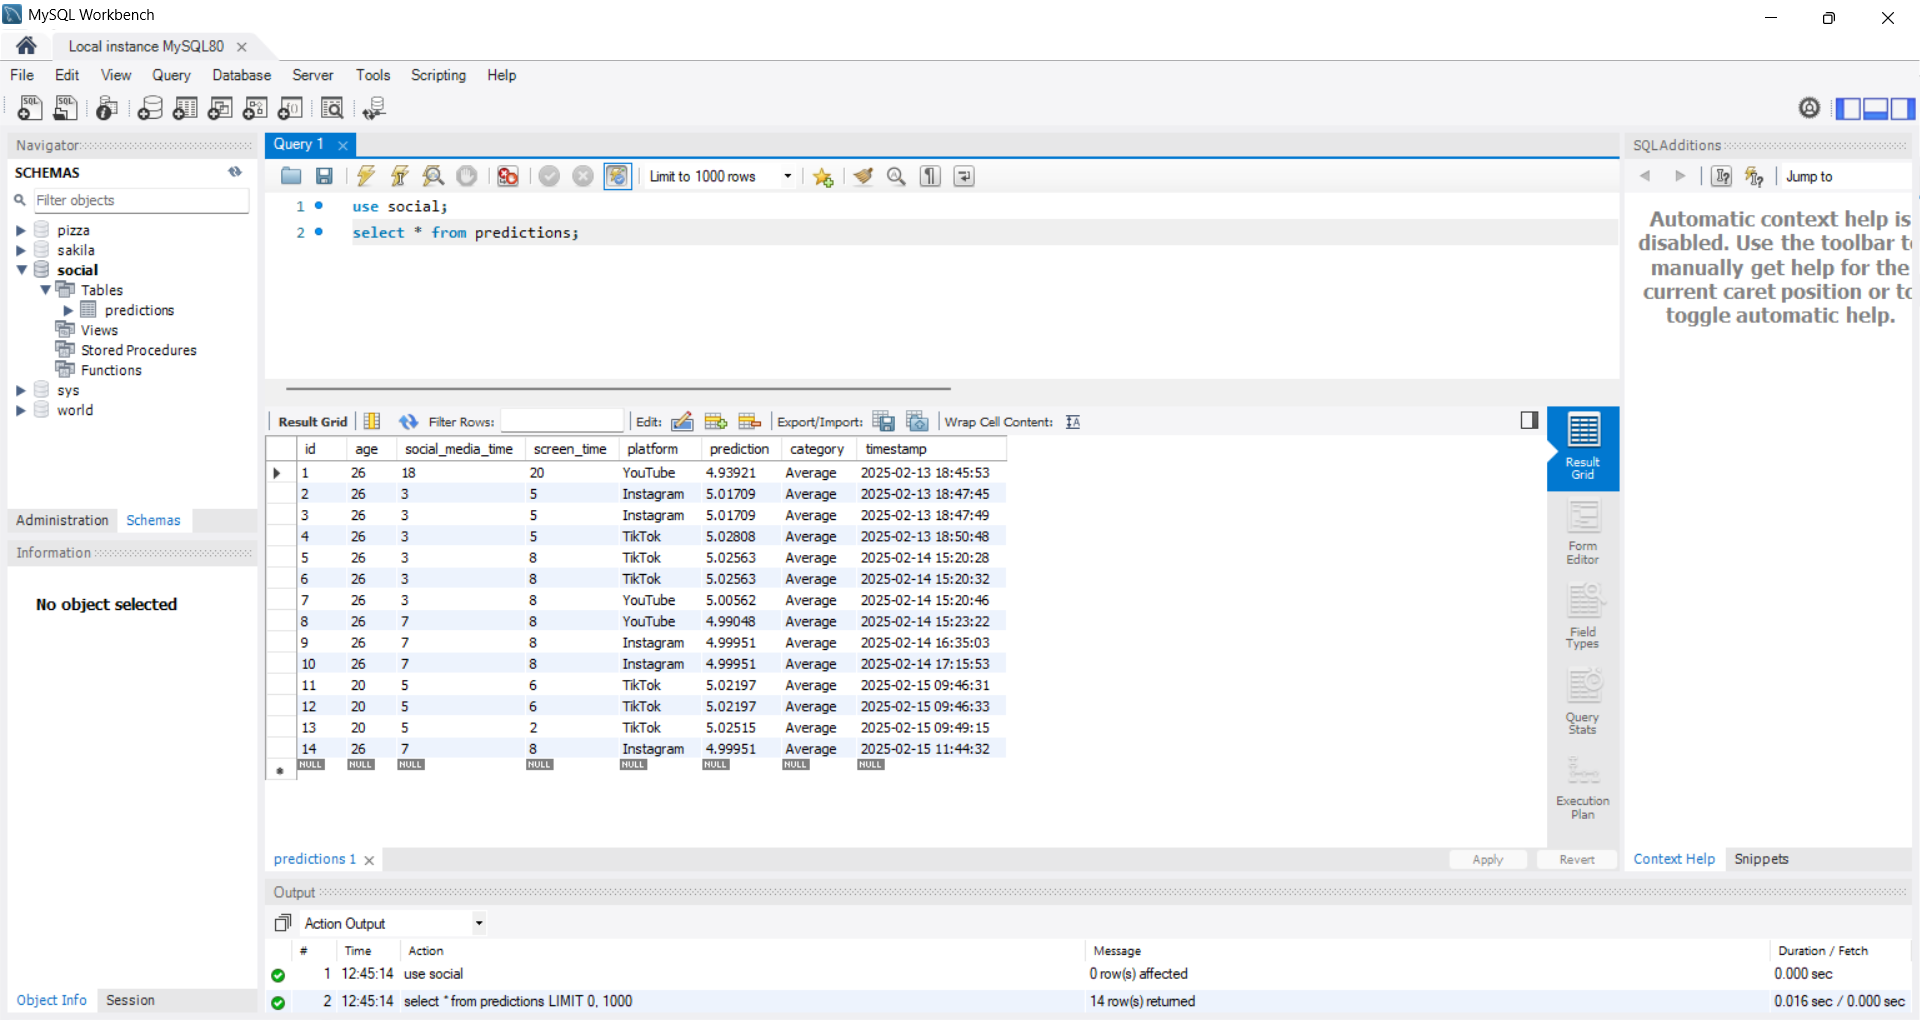 MySQL Workbench
Local instance MySQL80
File Edit View Query Database Server Tools Scripting Help
Navigator
SCHEMAS
Filter objects
pizza
sakila
social
Tables
predictions
Views
Stored Procedures
Functions
sys
world
Administration Schemas
Information
No object selected
Object Info Session
Query 1
Limit to 1000 rows
1 use social;
2 select * from predictions;
Result Grid Filter Rows: Edit: Export/Import: Wrap Cell Content:
id age social_media_time screen_time platform prediction category timestamp
1 26 18 20 YouTube 4.93921 Average 2025-02-13 18:45:53
2 26 3 5 Instagram 5.01709 Average 2025-02-13 18:47:45
3 26 3 5 Instagram 5.01709 Average 2025-02-13 18:47:49
4 26 3 5 TikTok 5.02808 Average 2025-02-13 18:50:48
5 26 3 8 TikTok 5.02563 Average 2025-02-14 15:20:28
6 26 3 8 TikTok 5.02563 Average 2025-02-14 15:20:32
7 26 3 8 YouTube 5.00562 Average 2025-02-14 15:20:46
8 26 7 8 YouTube 4.99048 Average 2025-02-14 15:23:22
9 26 7 8 Instagram 4.99951 Average 2025-02-14 16:35:03
10 26 7 8 Instagram 4.99951 Average 2025-02-14 17:15:53
11 20 5 6 TikTok 5.02197 Average 2025-02-15 09:46:31
12 20 5 6 TikTok 5.02197 Average 2025-02-15 09:46:33
13 20 5 2 TikTok 5.02515 Average 2025-02-15 09:49:15
14 26 7 8 Instagram 4.99951 Average 2025-02-15 11:44:32
NULL NULL NULL NULL NULL NULL NULL NULL
Result
Grid
Form
Editor
Field
Types
Query
Stats
Execution
Plan
predictions 1
Apply Revert
SQLAdditions
Jump to
Automatic context help is
disabled. Use the toolbar t
manually get help for the
current caret position or to
toggle automatic help.
Context Help Snippets
Output
Action Output
# Time Action Message Duration / Fetch
1 12:45:14 use social 0 row(s) affected 0.000 sec
2 12:45:14 select * from predictions LIMIT 0, 1000 14 row(s) returned 0.016 sec / 0.000 sec